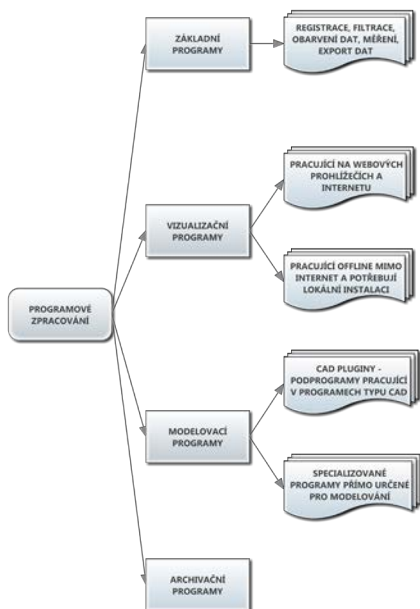 ZÁKLADNÍ
PROGRAMY
REGISTRACE, FILTRACE,
OBARVENÍ DAT, MĚŘENÍ,
EXPORT DAT
VIZUALIZAČNÍ
PROGRAMY
PRACUJÍCÍ NA WEBOVÝCH
PROHLÍŽEČÍCH A
INTERNETU
PRACUJÍCÍ OFFLINE MIMO
INTERNET A POTŘEBUJÍ
LOKÁLNÍ INSTALACI
PROGRAMOVÉ
ZPRACOVÁNÍ
MODELOVACÍ
PROGRAMY
CAD PLUGINY -
PODPROGRAMY PRACUJÍCÍ
V PROGRAMECH TYPU CAD
SPECIALIZOVANÉ
PROGRAMY PŘÍMO URČENÉ
PRO MODELOVÁNÍ
ARCHIVAČNÍ
PROGRAMY